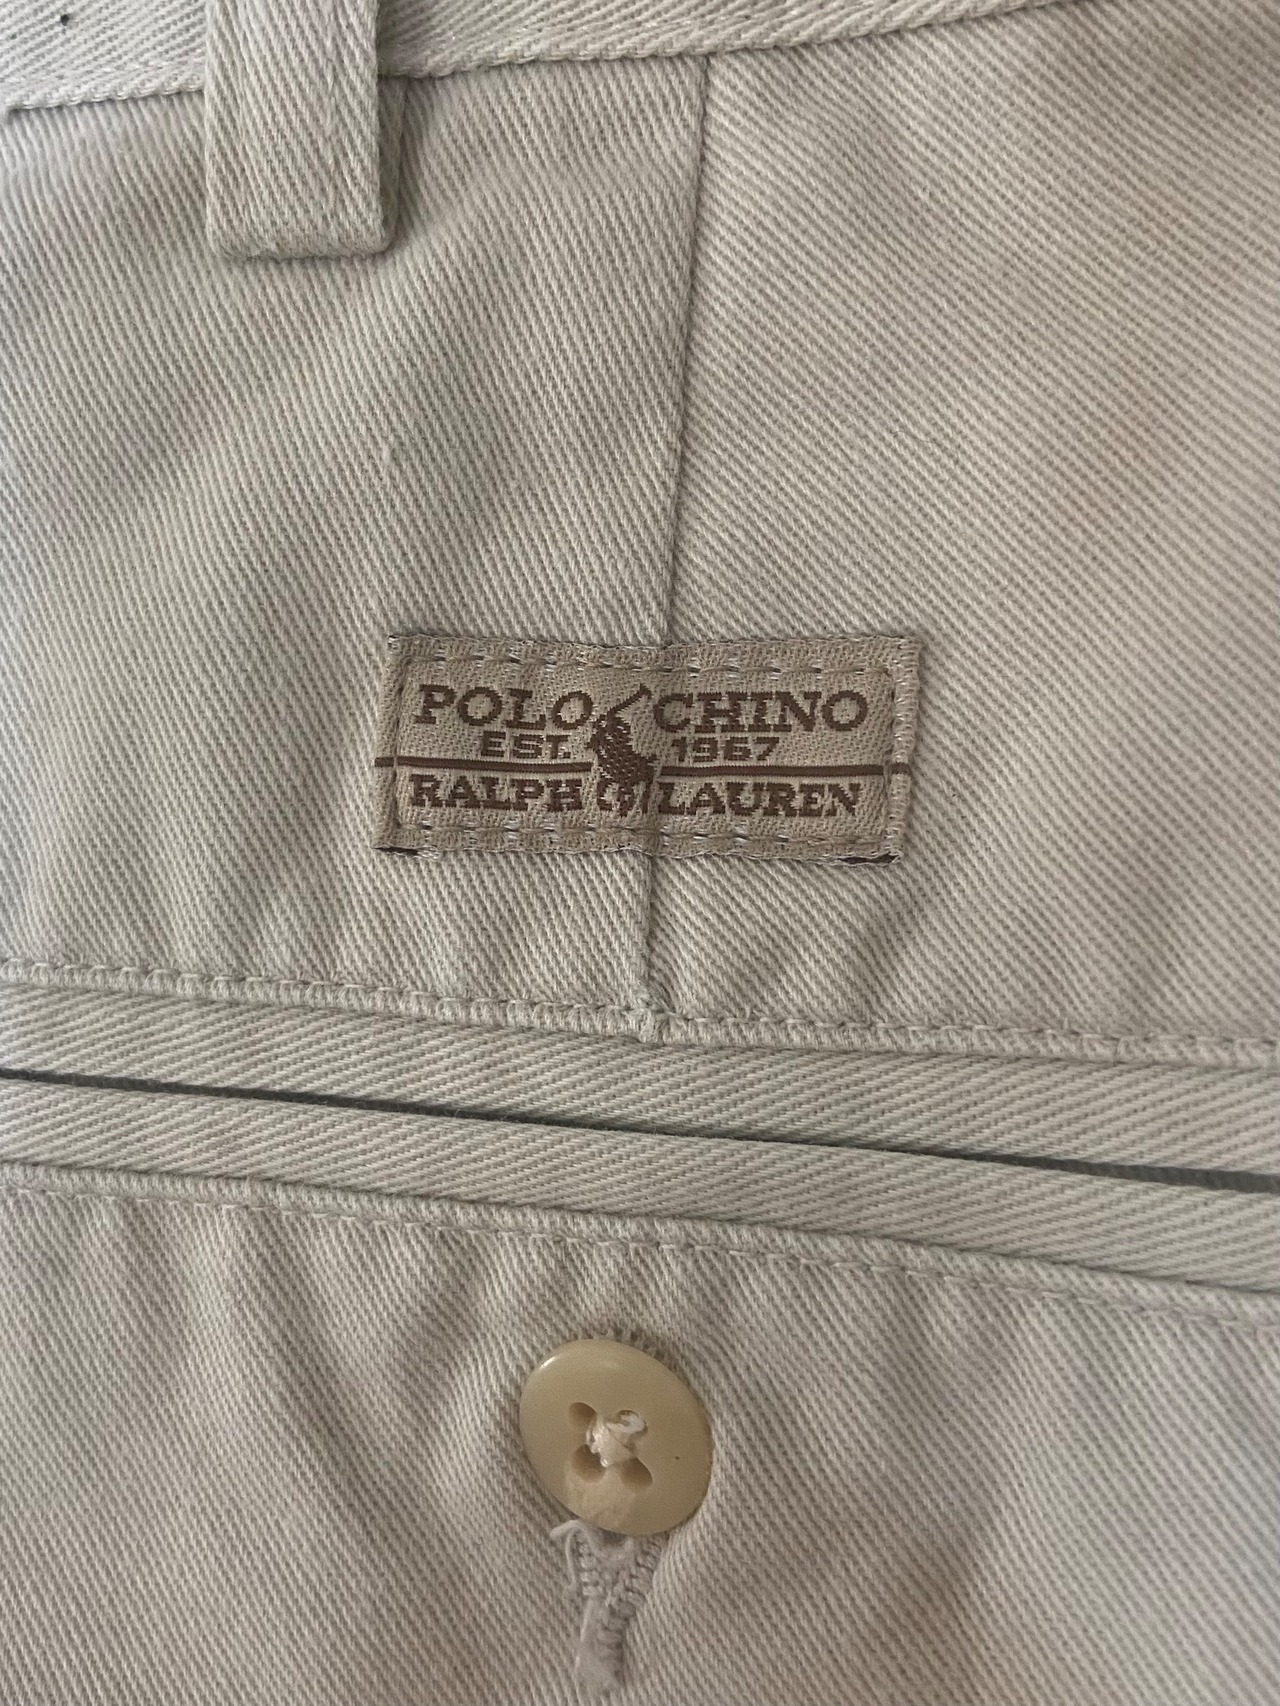 POLO CHINO
EST. 1967
RALPH LAUREN